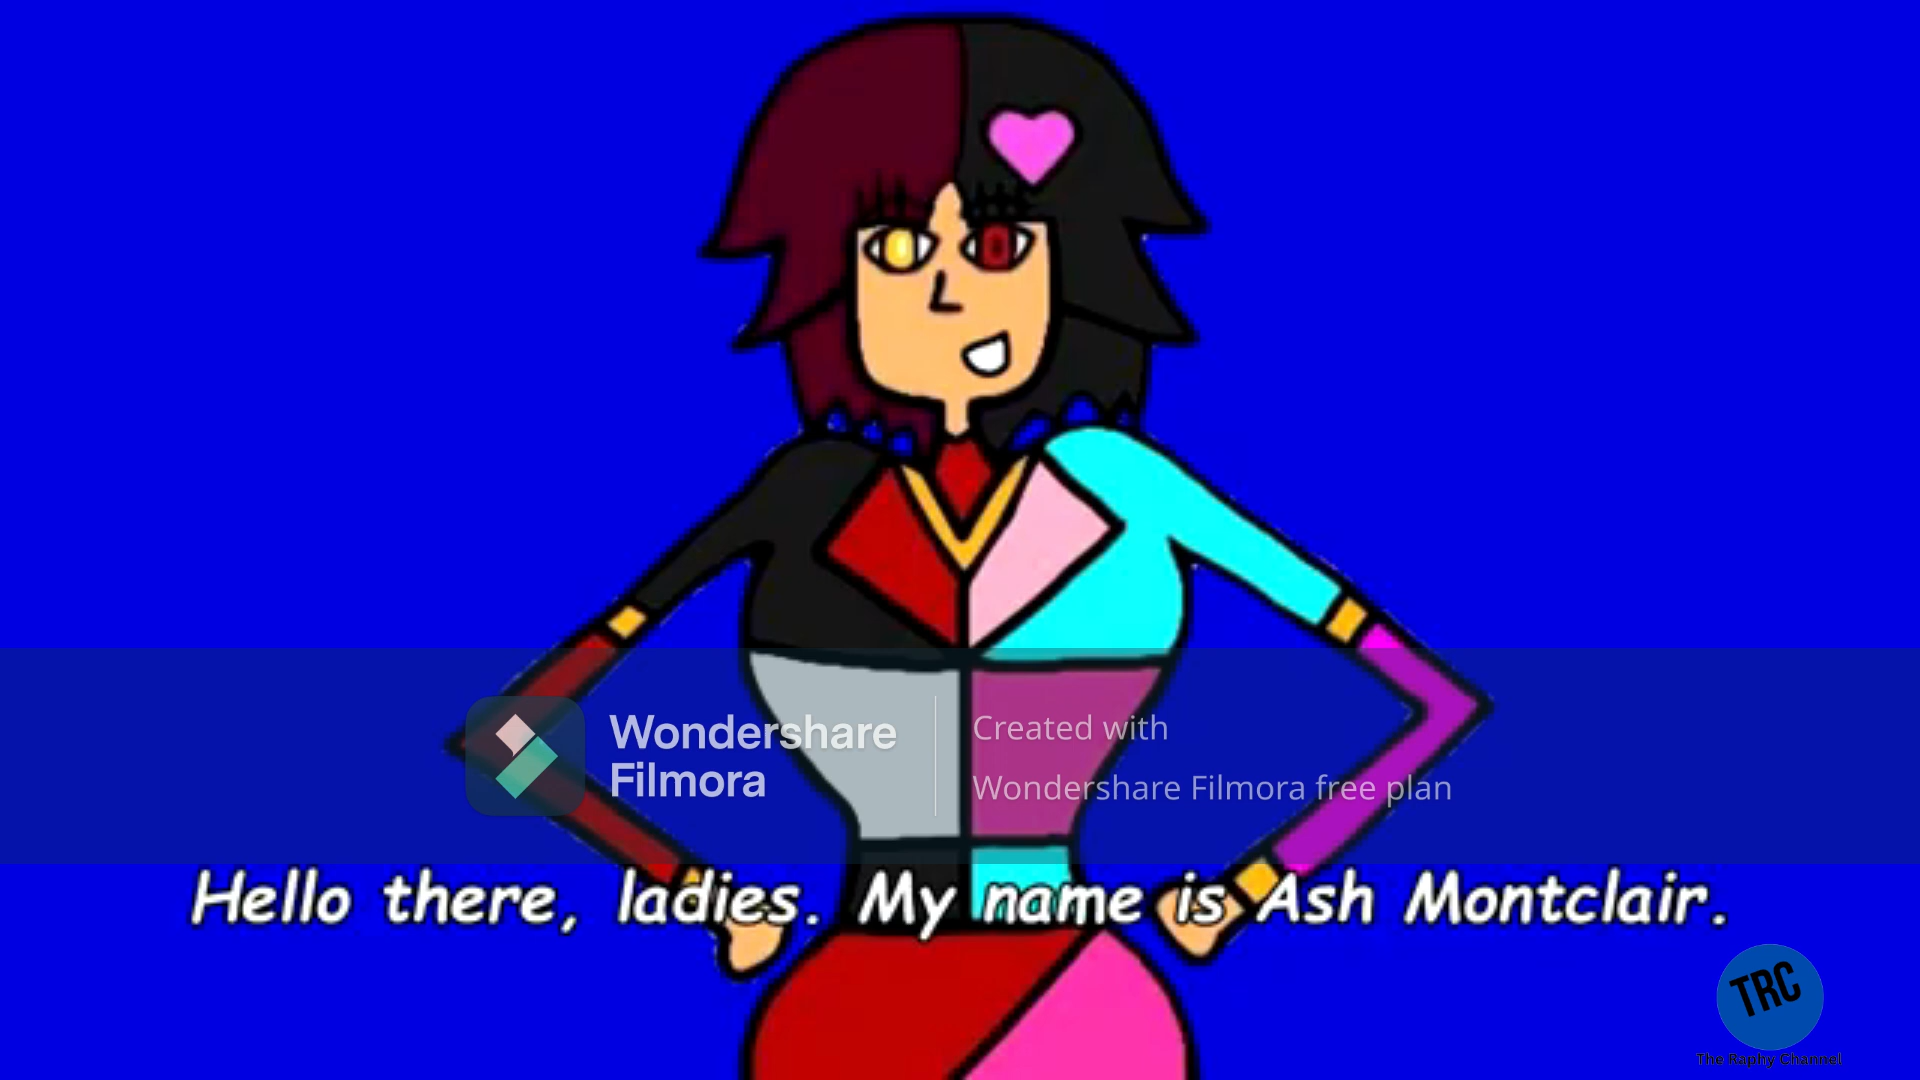 Wondershare
Filmora
Created with
Wondershare Filmora free plan
Hello there, ladies. My name is Ash Montclair.
TRC
The Raphy Channel